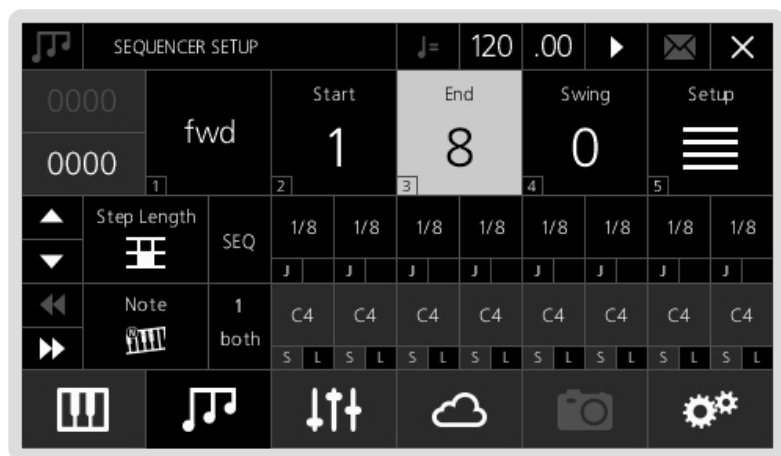 SEQUENCER SETUP = 120 .00
0000 fwd Start End Swing Setup
0000 1 8 0
1 2 3 4 5
Step Length SEQ 1/8 1/8 1/8 1/8 1/8 1/8 1/8 1/8
J J J J J J J J
Note 1 C4 C4 C4 C4 C4 C4 C4 C4
N both
S L S L S L S L S L S L S L S L